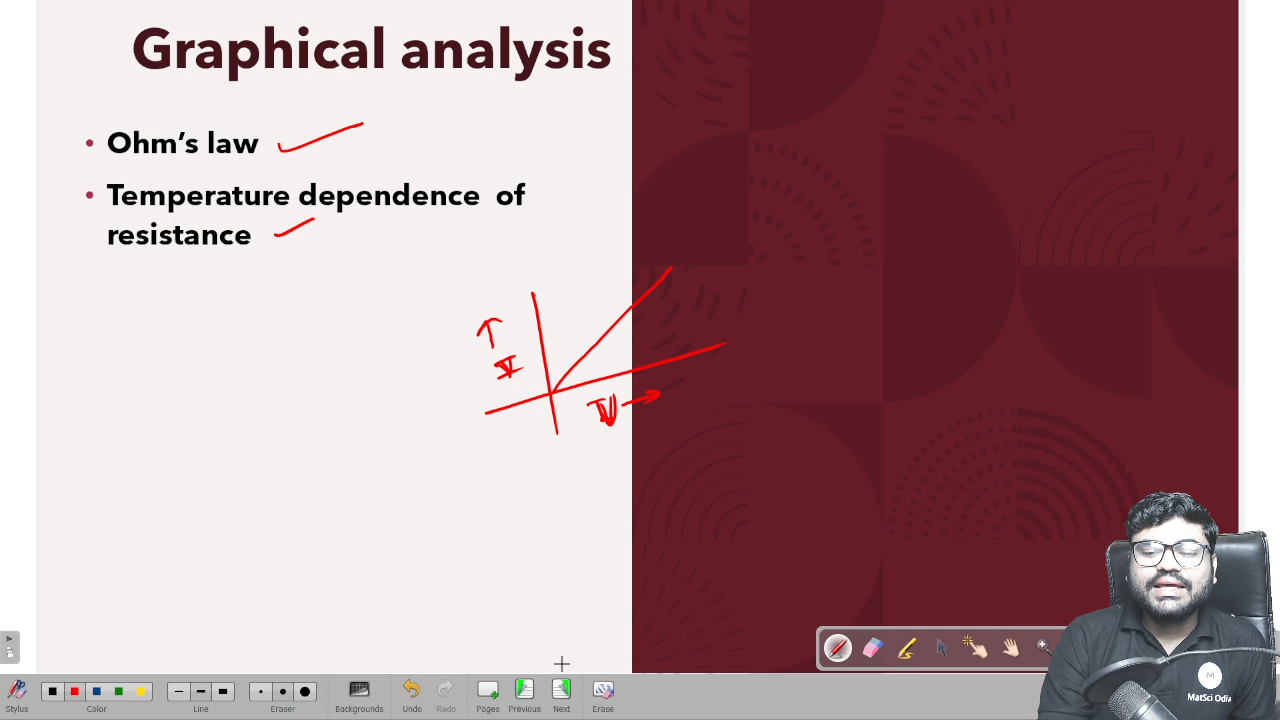 Graphical analysis
• Ohm's law
• Temperature dependence of
resistance
Stylus
Color
Line
Eraser
Backgrounds
Undo
Redo
Pages
Previous
Next
Erase
M
MatSci Odia